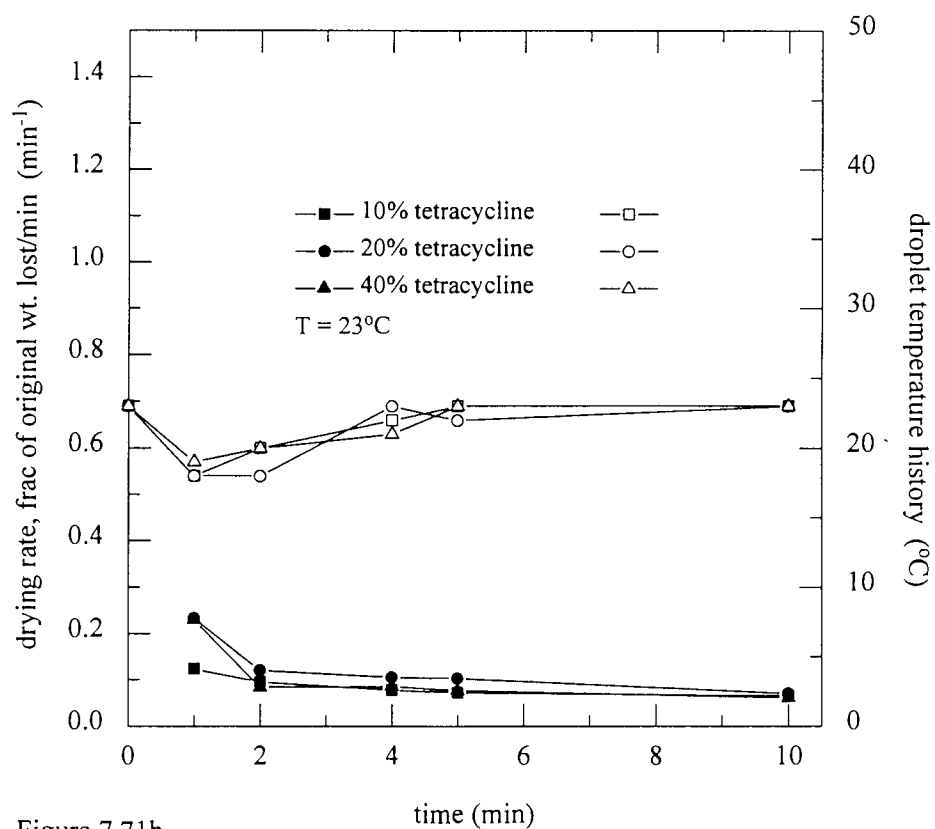 drying rate, frac of original wt. lost/min (min⁻¹)
1.4
1.2
1.0
0.8
0.6
0.4
0.2
0.0
50
40
30
20
10
0
droplet temperature history (°C)
10% tetracycline
20% tetracycline
40% tetracycline
T = 23°C
0 2 4 6 8 10
time (min)
Figure 7.71b